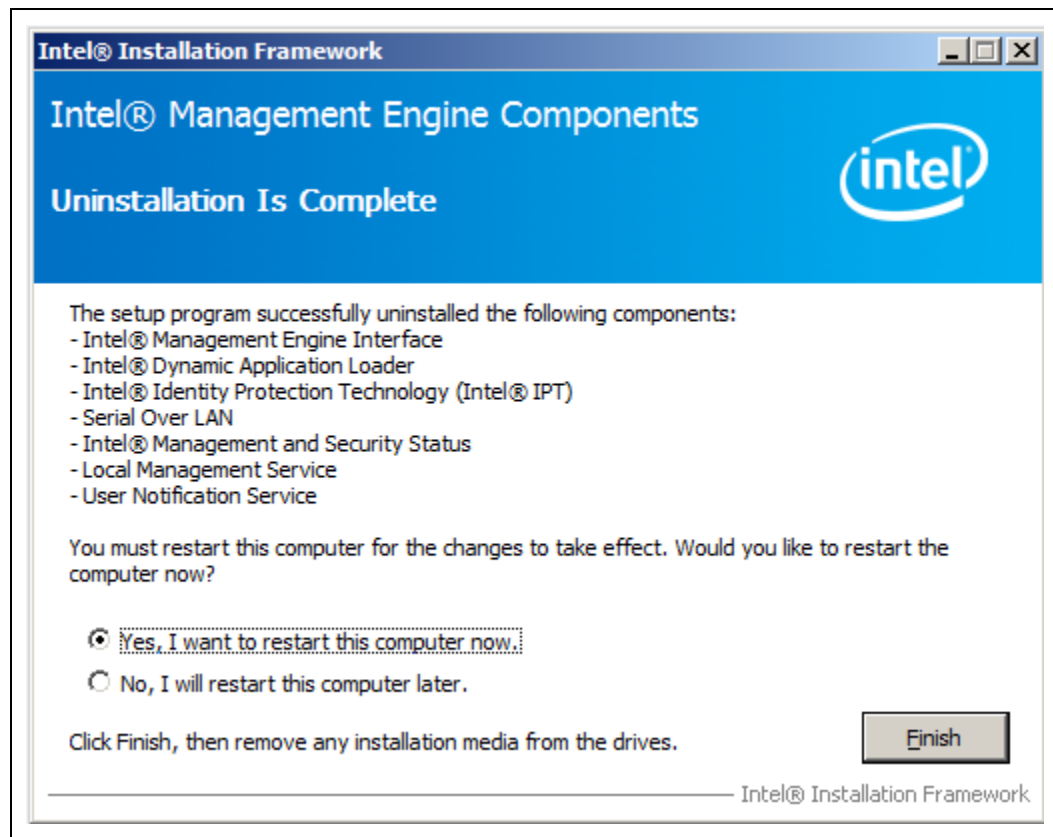 Intel® Installation Framework
Intel® Management Engine Components
intel®
Uninstallation Is Complete
The setup program successfully uninstalled the following components:
- Intel® Management Engine Interface
- Intel® Dynamic Application Loader
- Intel® Identity Protection Technology (Intel® IPT)
- Serial Over LAN
- Intel® Management and Security Status
- Local Management Service
- User Notification Service
You must restart this computer for the changes to take effect. Would you like to restart the
computer now?
Yes, I want to restart this computer now.
No, I will restart this computer later.
Click Finish, then remove any installation media from the drives.
Finish
Intel® Installation Framework